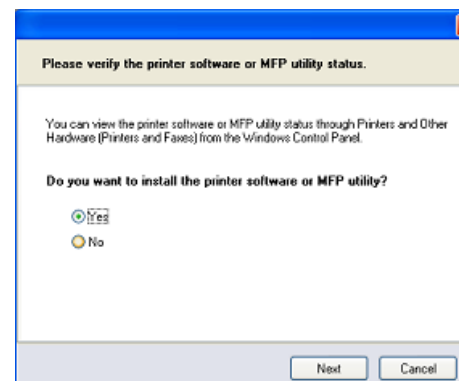 Please verify the printer software or MFP utility status.
You can view the printer software or MFP utility status through Printers and Other
Hardware (Printers and Faxes) from the Windows Control Panel.
Do you want to install the printer software or MFP utility?
Yes
No
Next Cancel